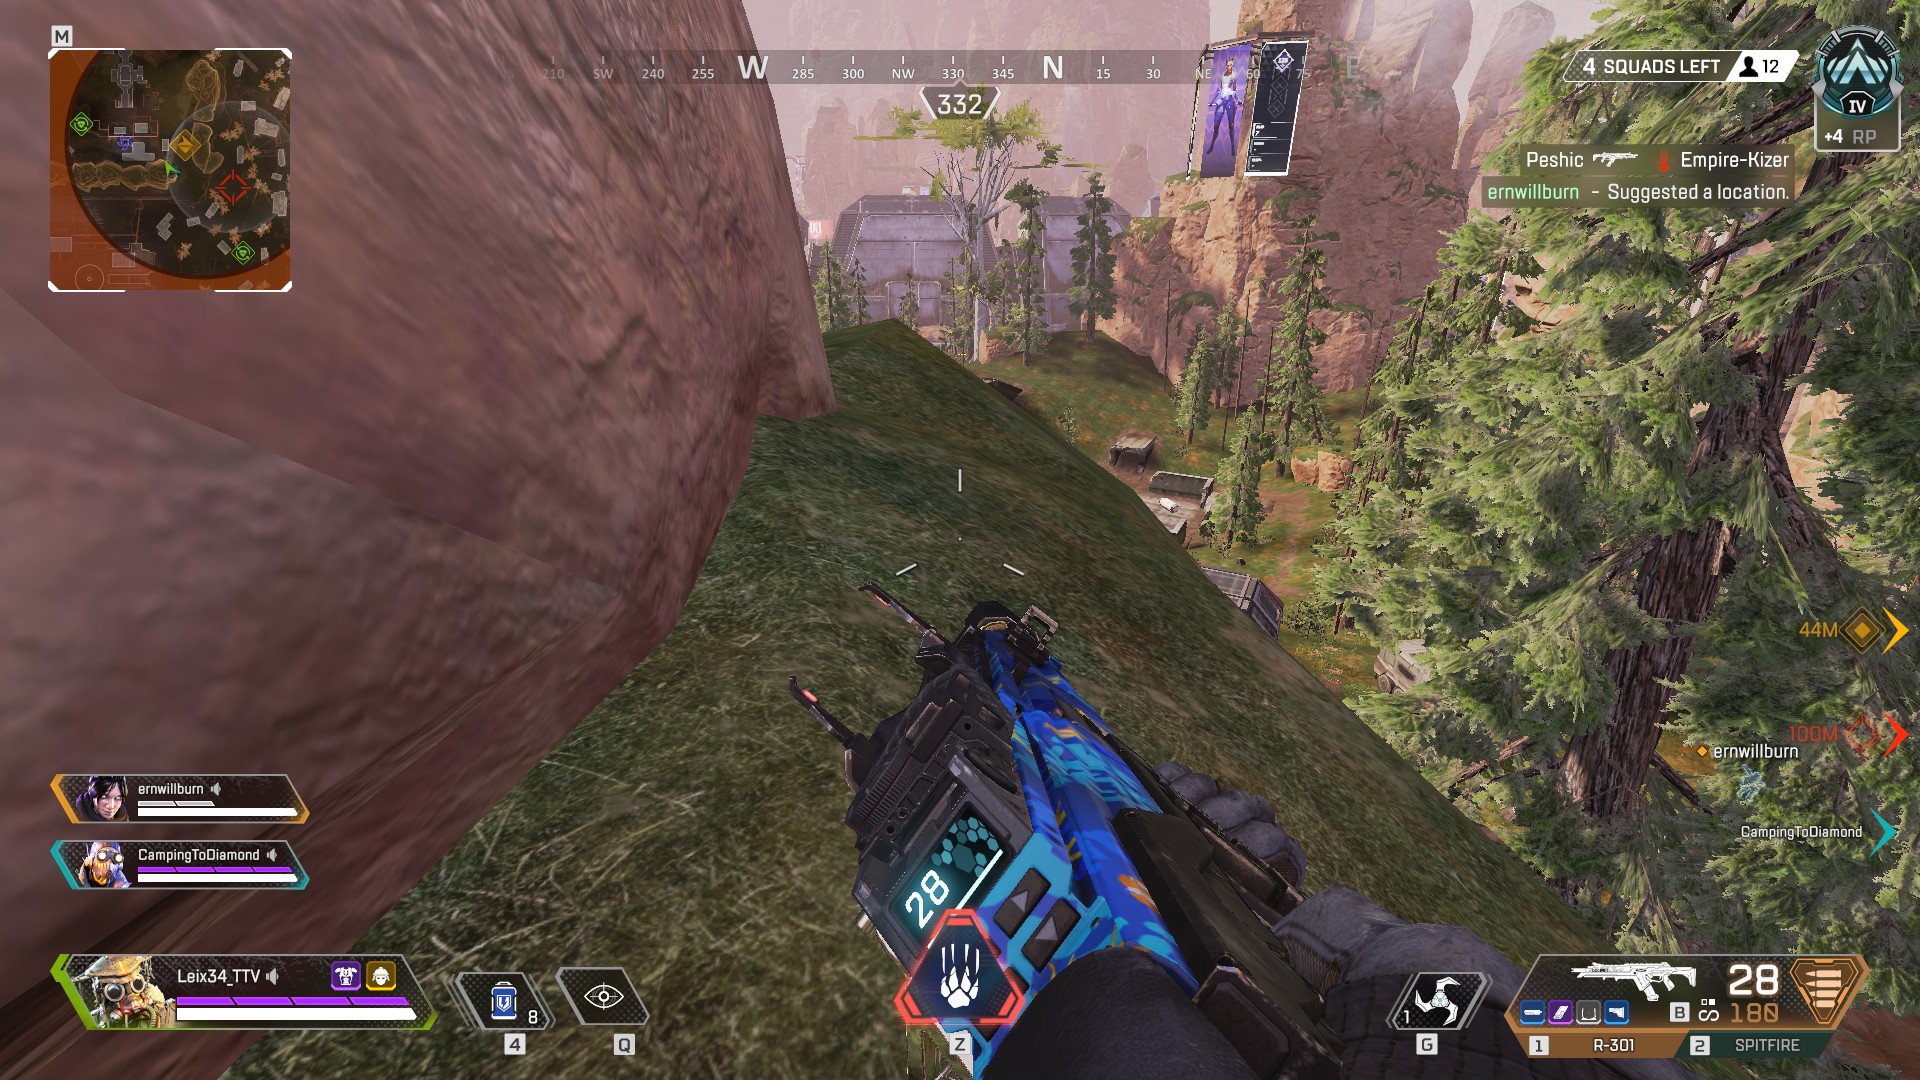 M
210 SW 240 255 W 285 300 NW 330 345 N 15 30 NE 60 75 E
332
4 SQUADS LEFT 12
IV
+4 RP
Peshic Empire-Kizer
ernwillburn - Suggested a location.
44M
100M
ernwillburn
CampingToDiamond
ernwillburn
CampingToDiamond
Leix34_TTV
8
4
Q
28
Z
1
G
28
B
180
1 R-301
2 SPITFIRE